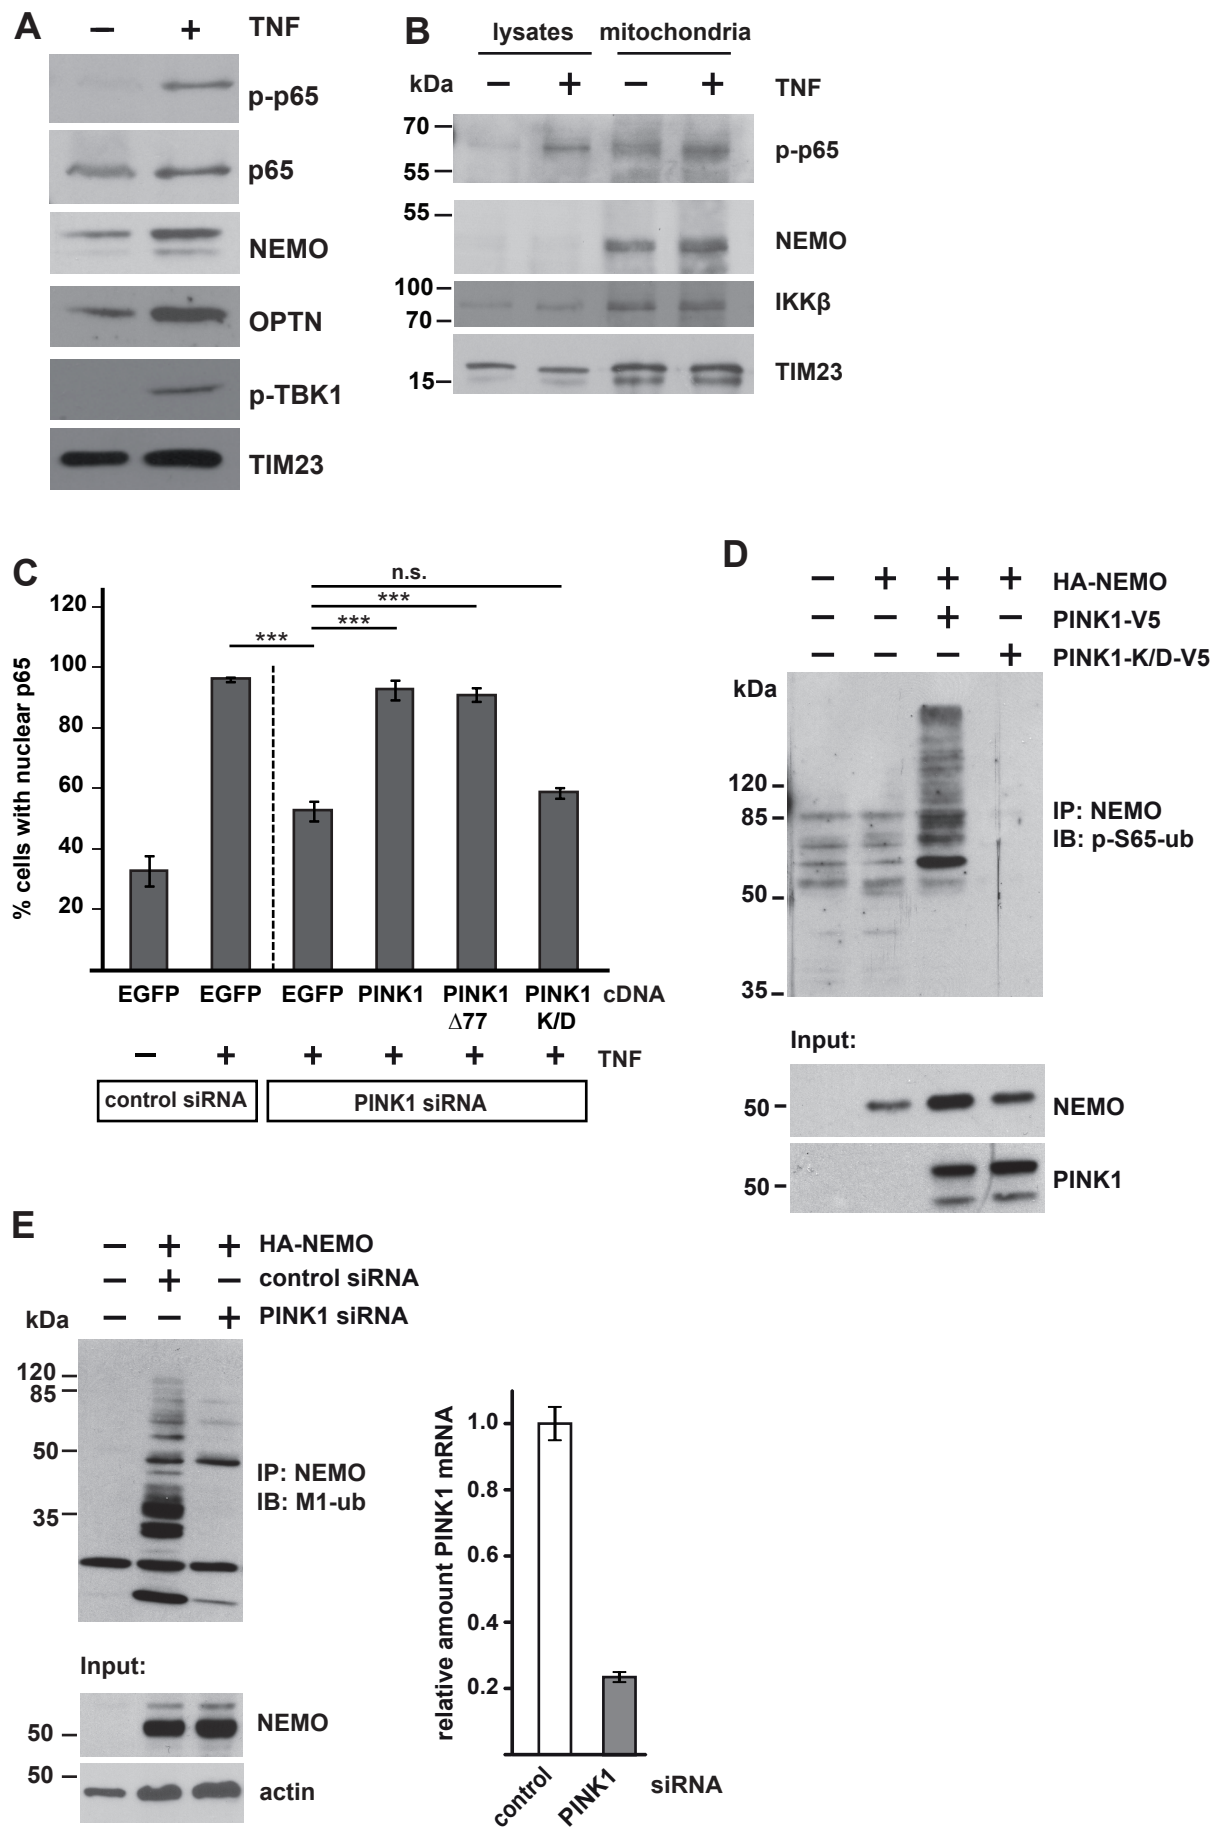 A
– + TNF
p-p65
p65
NEMO
OPTN
p-TBK1
TIM23
B
lysates mitochondria
kDa – + – + TNF
70
55
p-p65
55
NEMO
100
70
IKKβ
15
TIM23
C
% cells with nuclear p65
120
100
80
60
40
20
n.s.
***
***
***
EGFP EGFP EGFP PINK1 PINK1 Δ77 PINK1 K/D cDNA
– + + + + + TNF
control siRNA PINK1 siRNA
D
– + + + HA-NEMO
– – + – PINK1-V5
– – – + PINK1-K/D-V5
kDa
120
85
50
35
IP: NEMO
IB: p-S65-ub
Input:
50 NEMO
50 PINK1
E
– + + HA-NEMO
– + – control siRNA
– – + PINK1 siRNA
kDa
120
85
50
35
IP: NEMO
IB: M1-ub
Input:
50 NEMO
50 actin
relative amount PINK1 mRNA
1.0
0.8
0.6
0.4
0.2
control PINK1 siRNA